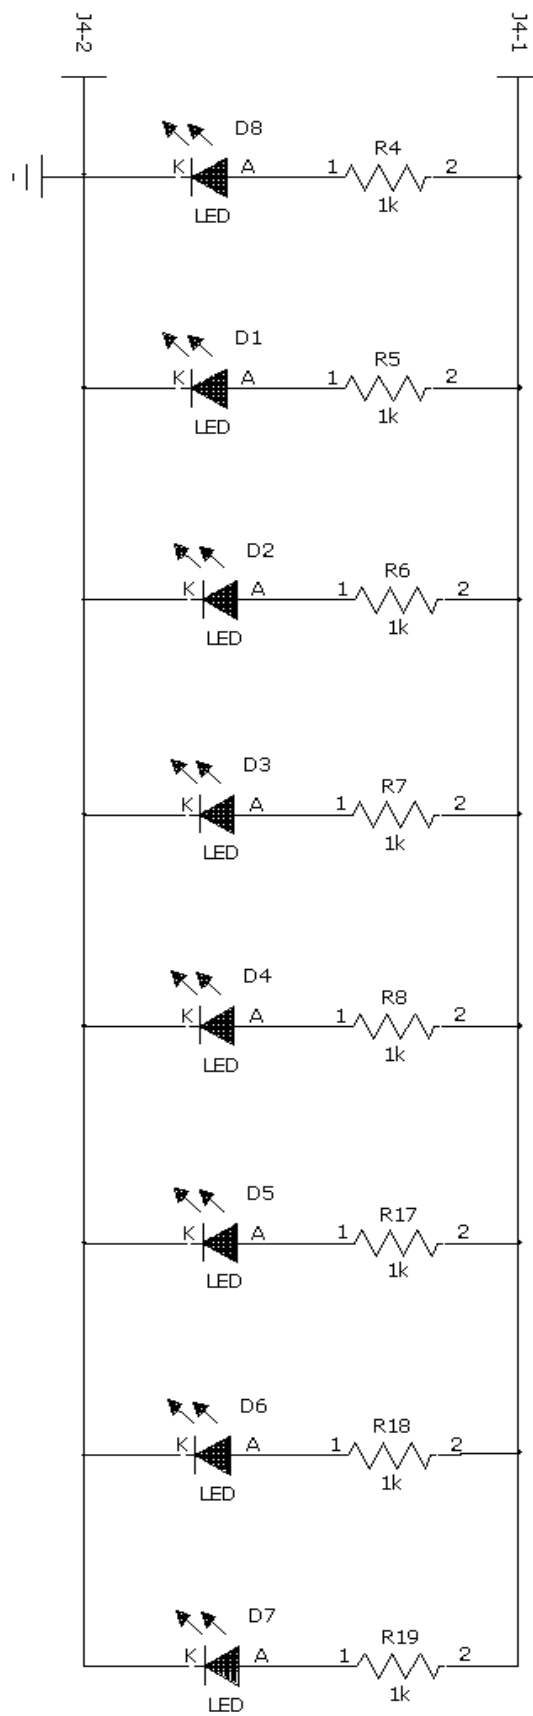 J4-2
J4-1
D8
R4
K
A
1
2
LED
1k
D1
R5
K
A
1
2
LED
1k
D2
R6
K
A
1
2
LED
1k
D3
R7
K
A
1
2
LED
1k
D4
R8
K
A
1
2
LED
1k
D5
R17
K
A
1
2
LED
1k
D6
R18
K
A
1
2
LED
1k
D7
R19
K
A
1
2
LED
1k